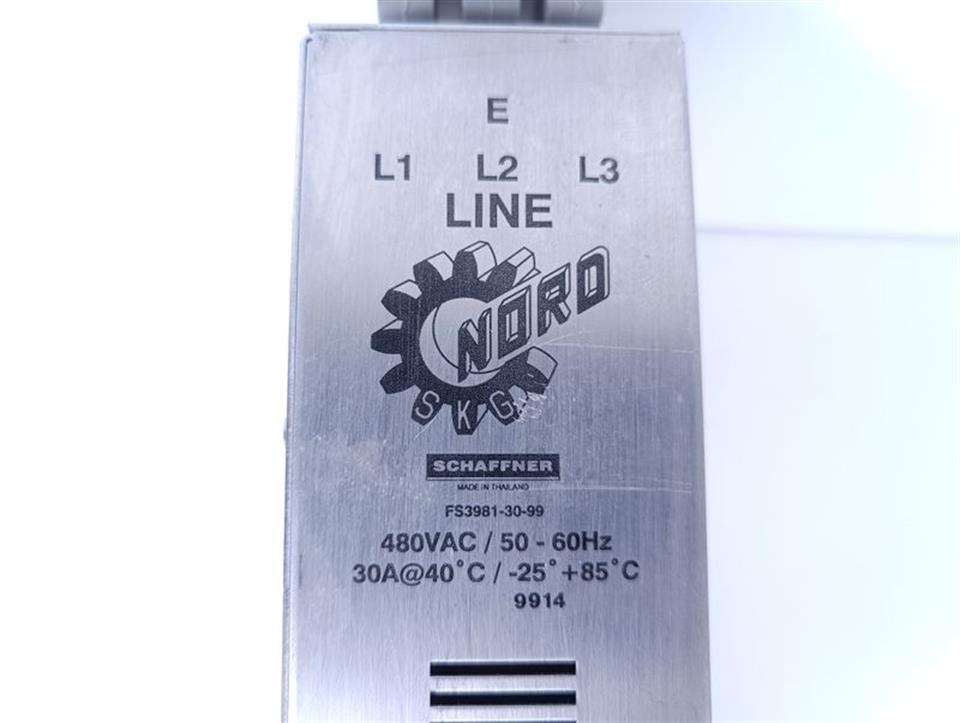 E
L1 L2 L3
LINE
NORD
SKG
SCHAFFNER
MADE IN THAILAND
FS3981-30-99
480VAC / 50 - 60Hz
30A@40°C / -25° +85°C
9914